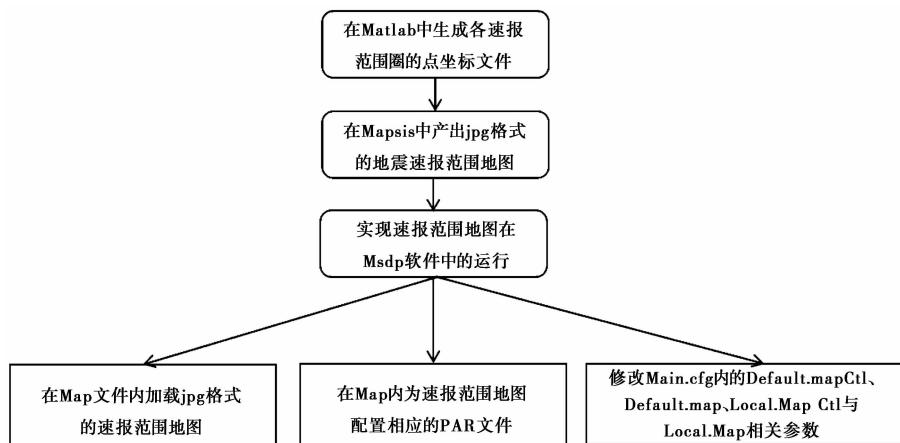 在Matlab中生成各速报
范围圈的点坐标文件
在Mapsis中产出jpg格式
的地震速报范围地图
实现速报范围地图在
Msdp软件中的运行
在Map文件内加载jpg格式
的速报范围地图
在Map内为速报范围地图
配置相应的PAR文件
修改Main.cfg内的Default.mapCtl、
Default.map、Local.Map Ctl与
Local.Map相关参数